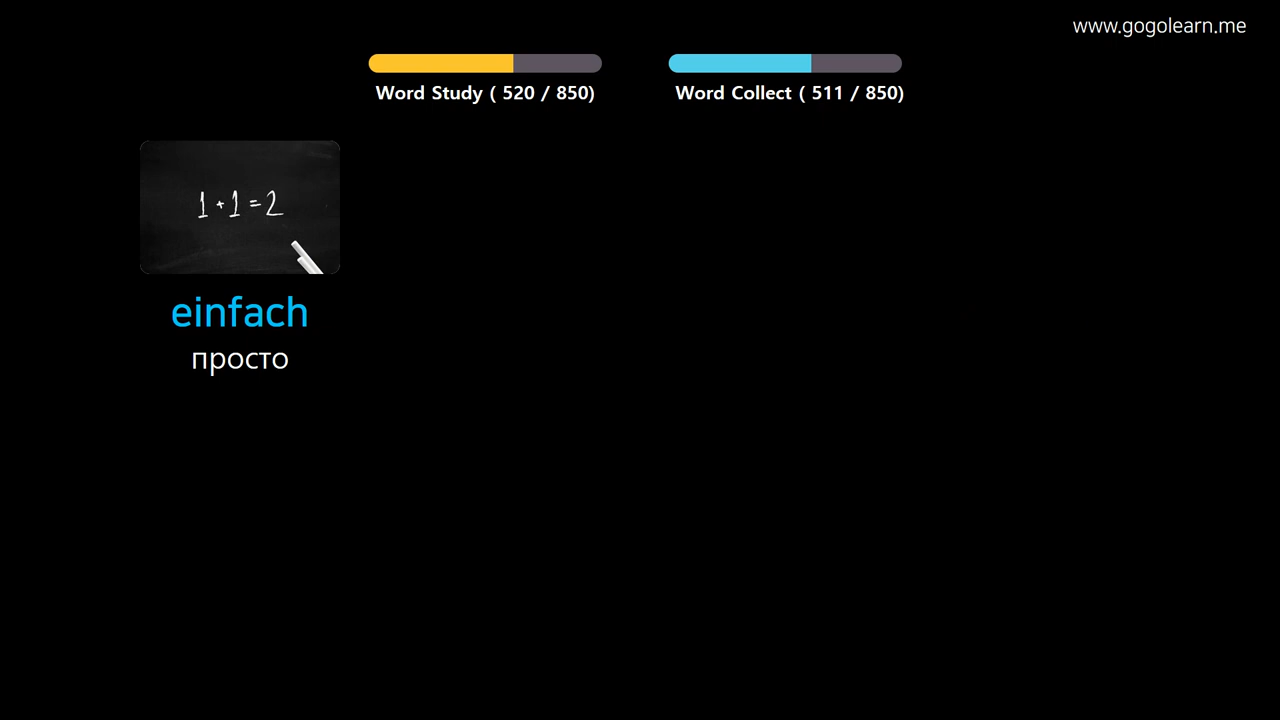 www.gogolearn.me
Word Study ( 520 / 850)
Word Collect ( 511 / 850)
1+1=2
einfach
просто